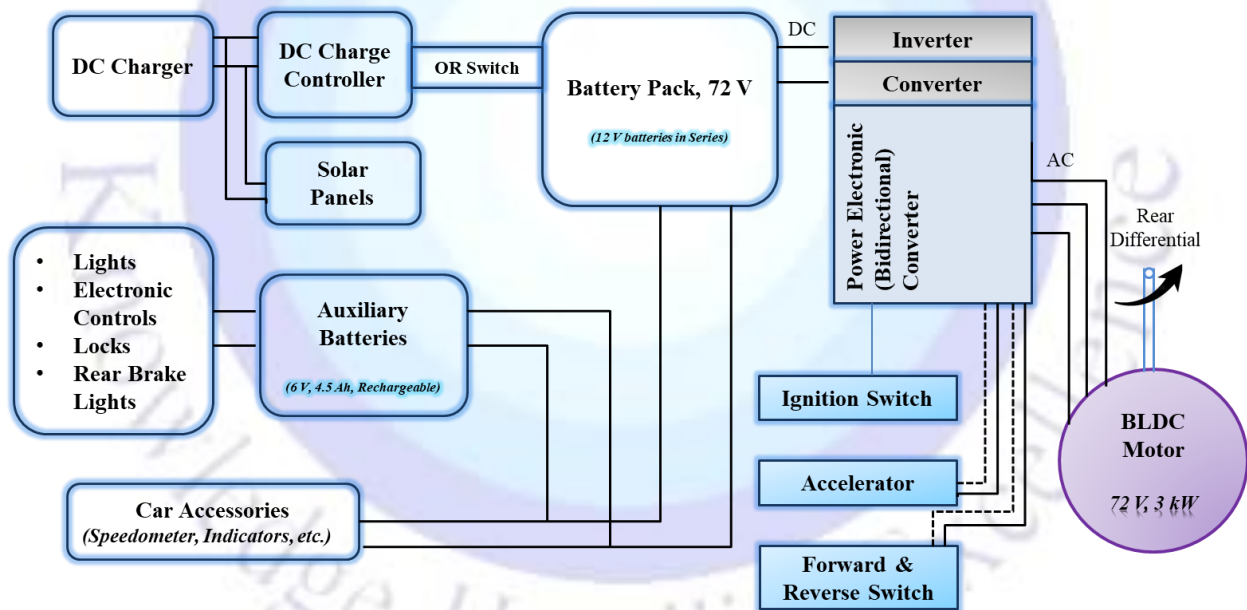 DC Charger
DC Charge
Controller
OR Switch
Battery Pack, 72 V
(12 V batteries in Series)
DC
Inverter
Converter
Power Electronic
(Bidirectional)
Converter
AC
Rear
Differential
Solar
Panels
• Lights
• Electronic
Controls
• Locks
• Rear Brake
Lights
Auxiliary
Batteries
(6 V, 4.5 Ah, Rechargeable)
Ignition Switch
BLDC
Motor
72 V, 3 kW
Accelerator
Car Accessories
(Speedometer, Indicators, etc.)
Forward &
Reverse Switch